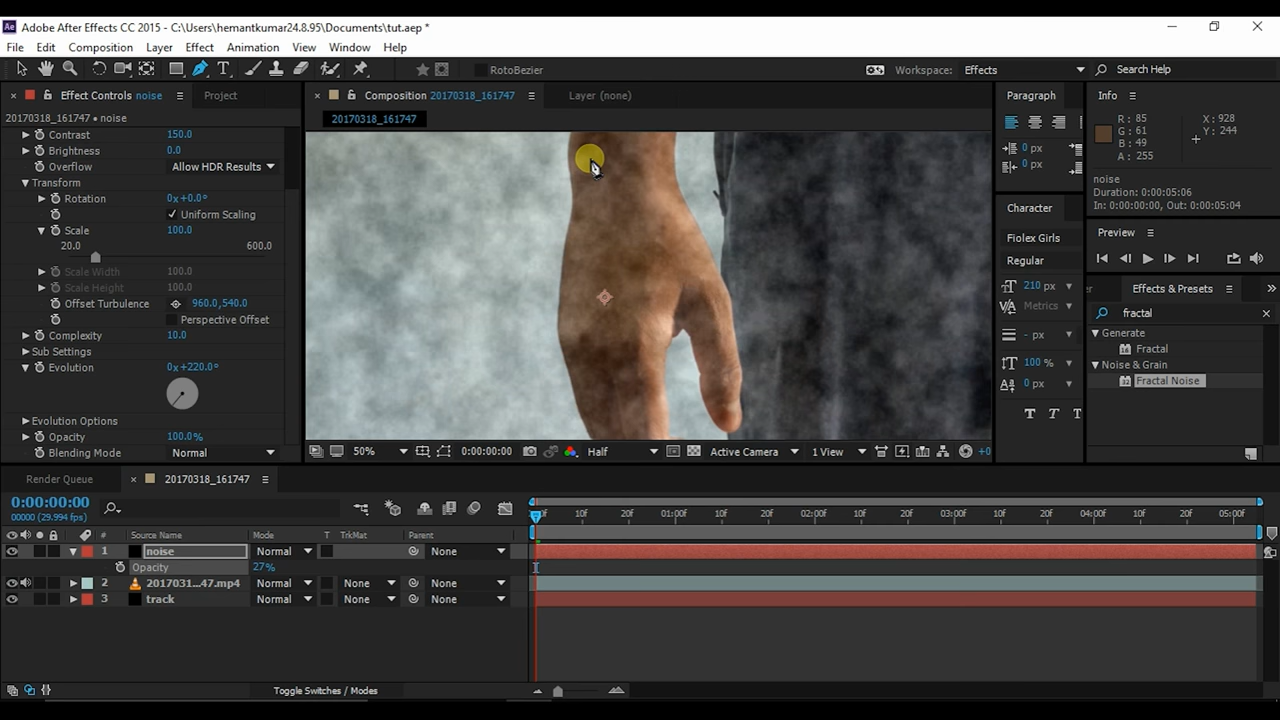 Ae Adobe After Effects CC 2015 - C:\Users\hemantkumar24.8.95\Documents\tut.aep *
File Edit Composition Layer Effect Animation View Window Help
RotoBezier
Workspace: Effects
Search Help
Effect Controls noise
Project
20170318_161747 • noise
Contrast 150.0
Brightness 0.0
Overflow Allow HDR Results
Transform
Rotation 0x+0.0°
Uniform Scaling
Scale 100.0
20.0 600.0
Scale Width 100.0
Scale Height 100.0
Offset Turbulence 960.0,540.0
Perspective Offset
Complexity 10.0
Sub Settings
Evolution 0x+220.0°
Evolution Options
Opacity 100.0%
Blending Mode Normal
Composition 20170318_161747
Layer (none)
20170318_161747
50% 0:00:00:00 Half Active Camera 1 View +0
Paragraph
0 px
0 px
Character
Fiolex Girls
Regular
210 px
Metrics
- px
100 %
0 px
T T T
Info
R: 85 X: 928
G: 61 Y: 244
B: 49
A: 255
noise
Duration: 0:00:05:06
In: 0:00:00:00, Out: 0:00:05:04
Preview
Effects & Presets
fractal
Generate
Fractal
Noise & Grain
Fractal Noise
Render Queue
20170318_161747
0:00:00:00
00000 (29.994 fps)
# Source Name Mode T TrkMat Parent
10f 20f 01:00f 10f 20f 02:00f 10f 20f 03:00f 10f 20f 04:00f 10f 20f 05:00f
1 noise Normal None
Opacity 27%
2 2017031...47.mp4 Normal None None
3 track Normal None None
Toggle Switches / Modes